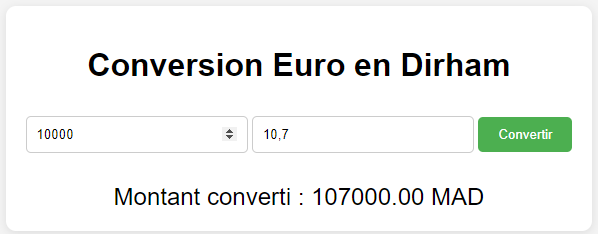 Conversion Euro en Dirham
10000 10,7 Convertir
Montant converti : 107000.00 MAD